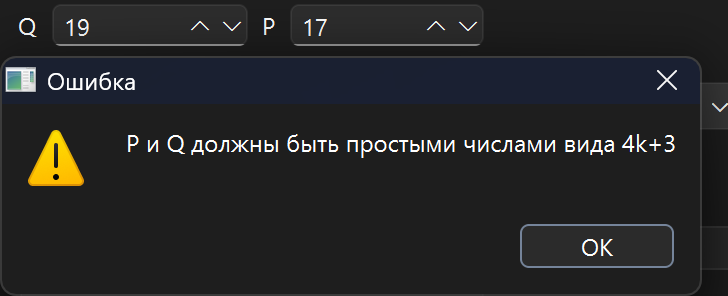 Q 19 P 17
Ошибка
P и Q должны быть простыми числами вида 4k+3
OK